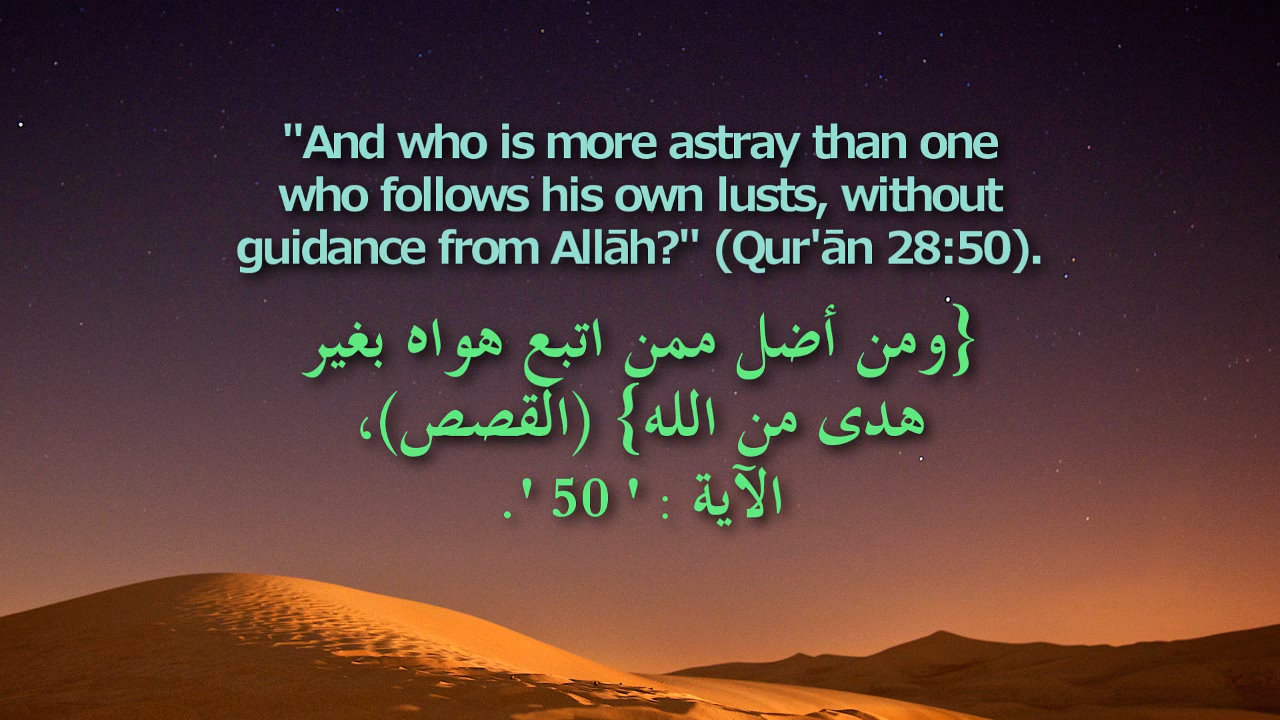 "And who is more astray than one
who follows his own lusts, without
guidance from Allāh?" (Qur'ān 28:50).
{ومن أضل ممن اتبع هواه بغير
هدى من الله} (القصص)،
الآية : ' 50 '.